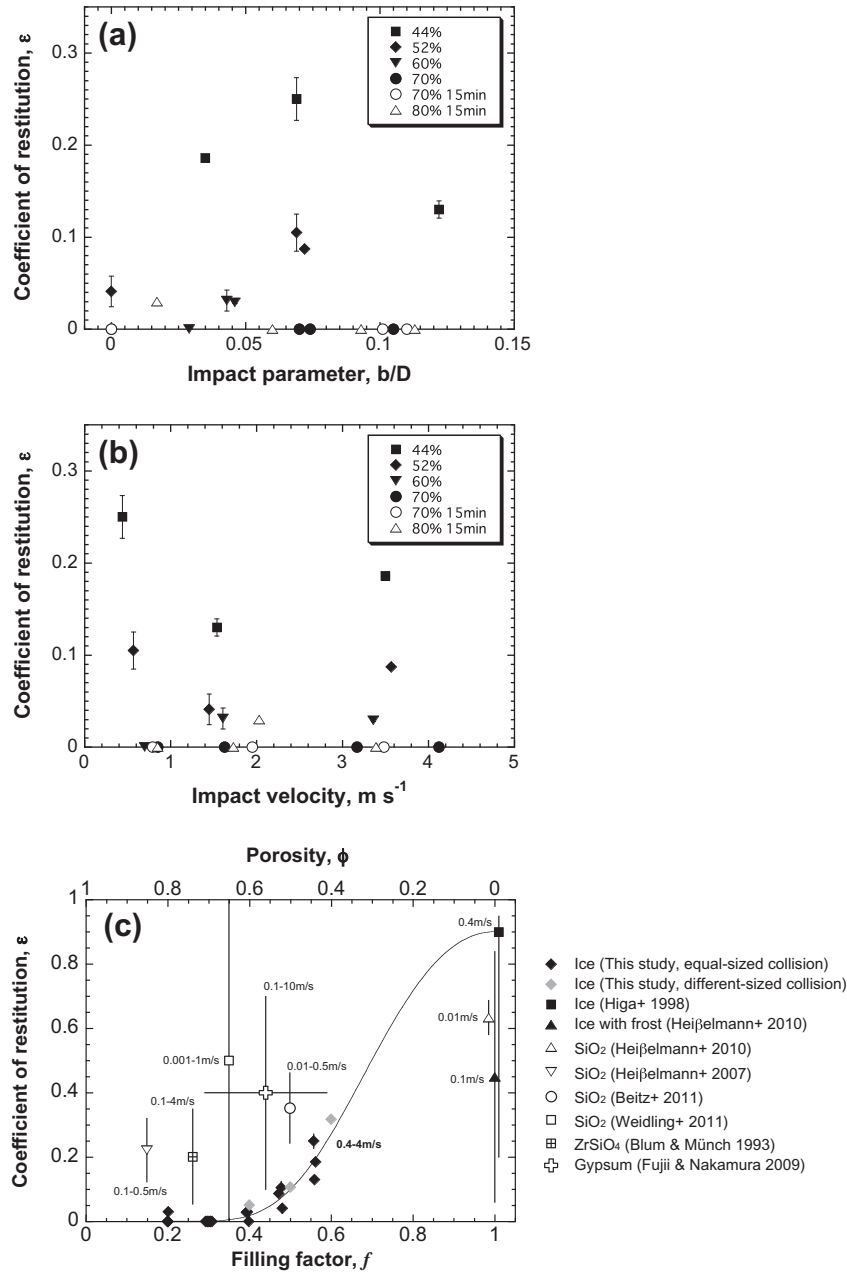 (a)
44%
52%
60%
70%
70% 15min
80% 15min
0.3
0.2
0.1
0
Coefficient of restitution, ε
0
0.05
0.1
0.15
Impact parameter, b/D
(b)
44%
52%
60%
70%
70% 15min
80% 15min
0.3
0.2
0.1
0
Coefficient of restitution, ε
0
1
2
3
4
5
Impact velocity, m s⁻¹
Porosity, ϕ
1
0.8
0.6
0.4
0.2
0
(c)
1
0.8
0.6
0.4
0.2
0
Coefficient of restitution, ε
0.4m/s
0.1-10m/s
0.01m/s
0.001-1m/s
0.01-0.5m/s
0.1-4m/s
0.1m/s
0.4-4m/s
0.1-0.5m/s
0
0.2
0.4
0.6
0.8
1
Filling factor, f
Ice (This study, equal-sized collision)
Ice (This study, different-sized collision)
Ice (Higa+ 1998)
Ice with frost (Heiβelmann+ 2010)
SiO₂ (Heiβelmann+ 2010)
SiO₂ (Heiβelmann+ 2007)
SiO₂ (Beitz+ 2011)
SiO₂ (Weidling+ 2011)
ZrSiO₄ (Blum & Münch 1993)
Gypsum (Fujii & Nakamura 2009)